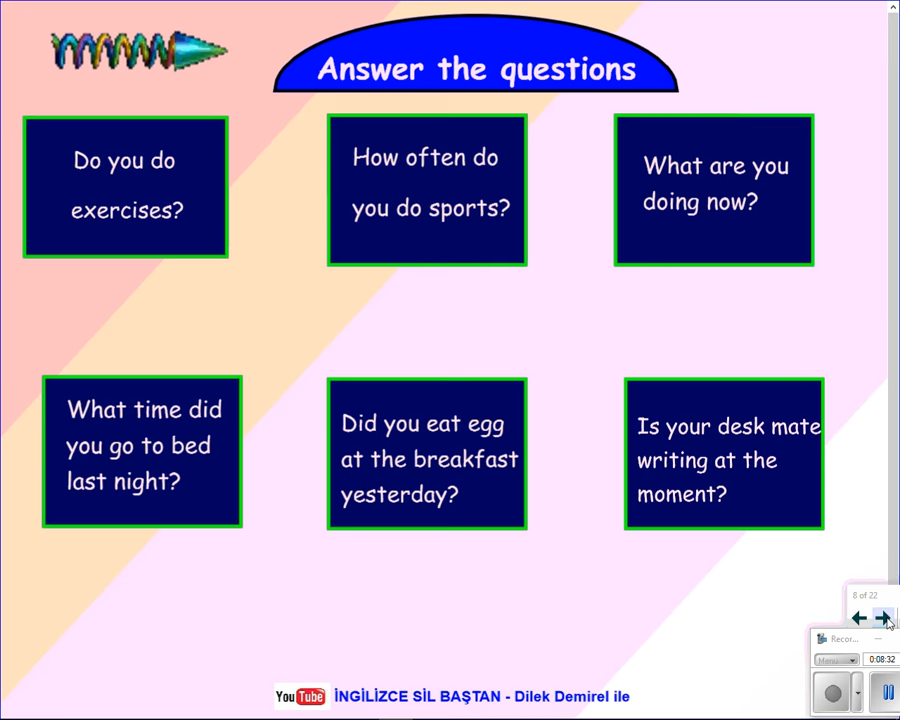 Answer the questions
Do you do
exercises?
How often do
you do sports?
What are you
doing now?
What time did
you go to bed
last night?
Did you eat egg
at the breakfast
yesterday?
Is your desk mate
writing at the
moment?
8 of 22
Recor...
Menu
0:08:32
YouTube İNGİLİZCE SİL BAŞTAN - Dilek Demirel ile